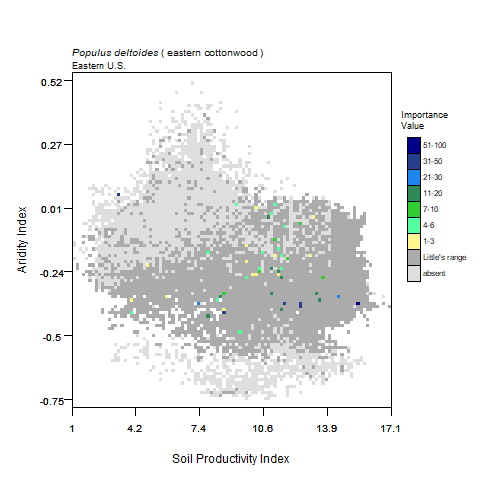 Populus deltoides ( eastern cottonwood )
Eastern U.S.
0.52
0.27
0.01
-0.24
-0.5
-0.75
Aridity Index
1 4.2 7.4 10.6 13.9 17.1
Soil Productivity Index
Importance
Value
51-100
31-50
21-30
11-20
7-10
4-6
1-3
Little's range
absent